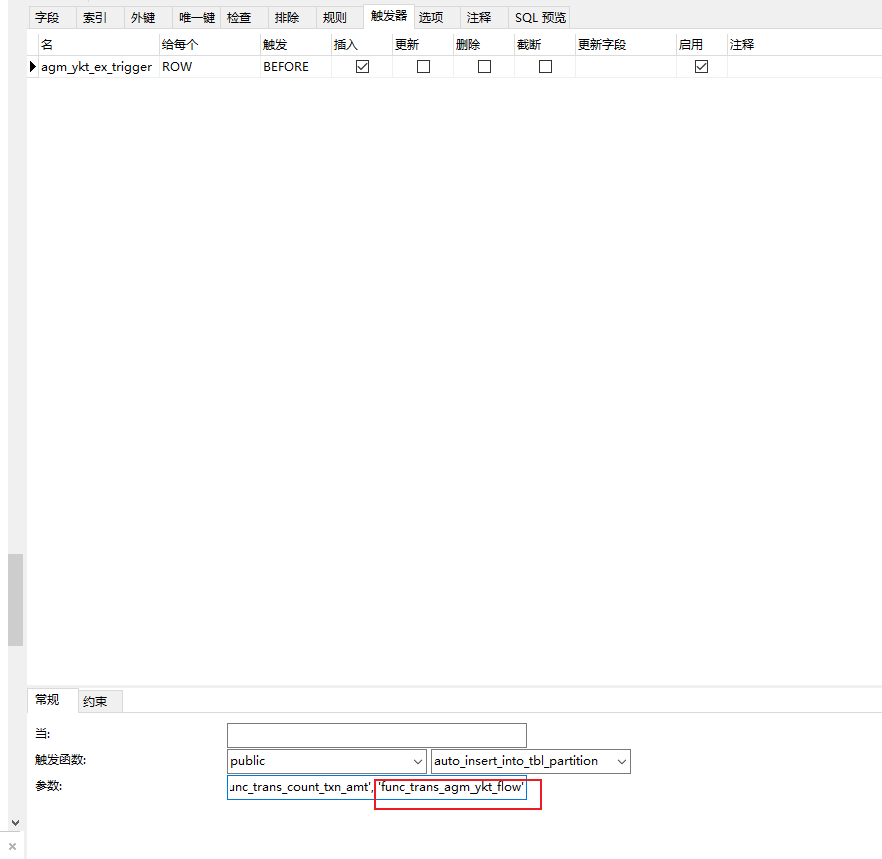 字段 索引 外键 唯一键 检查 排除 规则 触发器 选项 注释 SQL 预览
名 给每个 触发 插入 更新 删除 截断 更新字段 启用 注释
agm_ykt_ex_trigger ROW BEFORE
常规 约束
当:
触发函数: public auto_insert_into_tbl_partition
参数: unc_trans_count_txn_amt', 'func_trans_agm_ykt_flow'